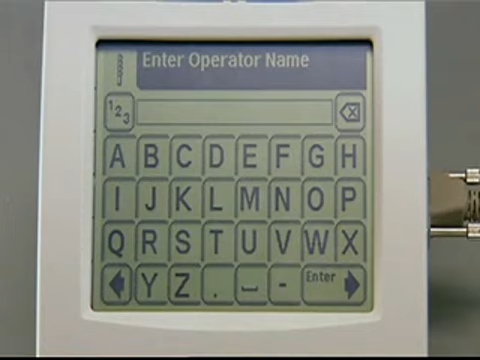 Enter Operator Name
123
A B C D E F G H
I J K L M N O P
Q R S T U V W X
Y Z . - Enter